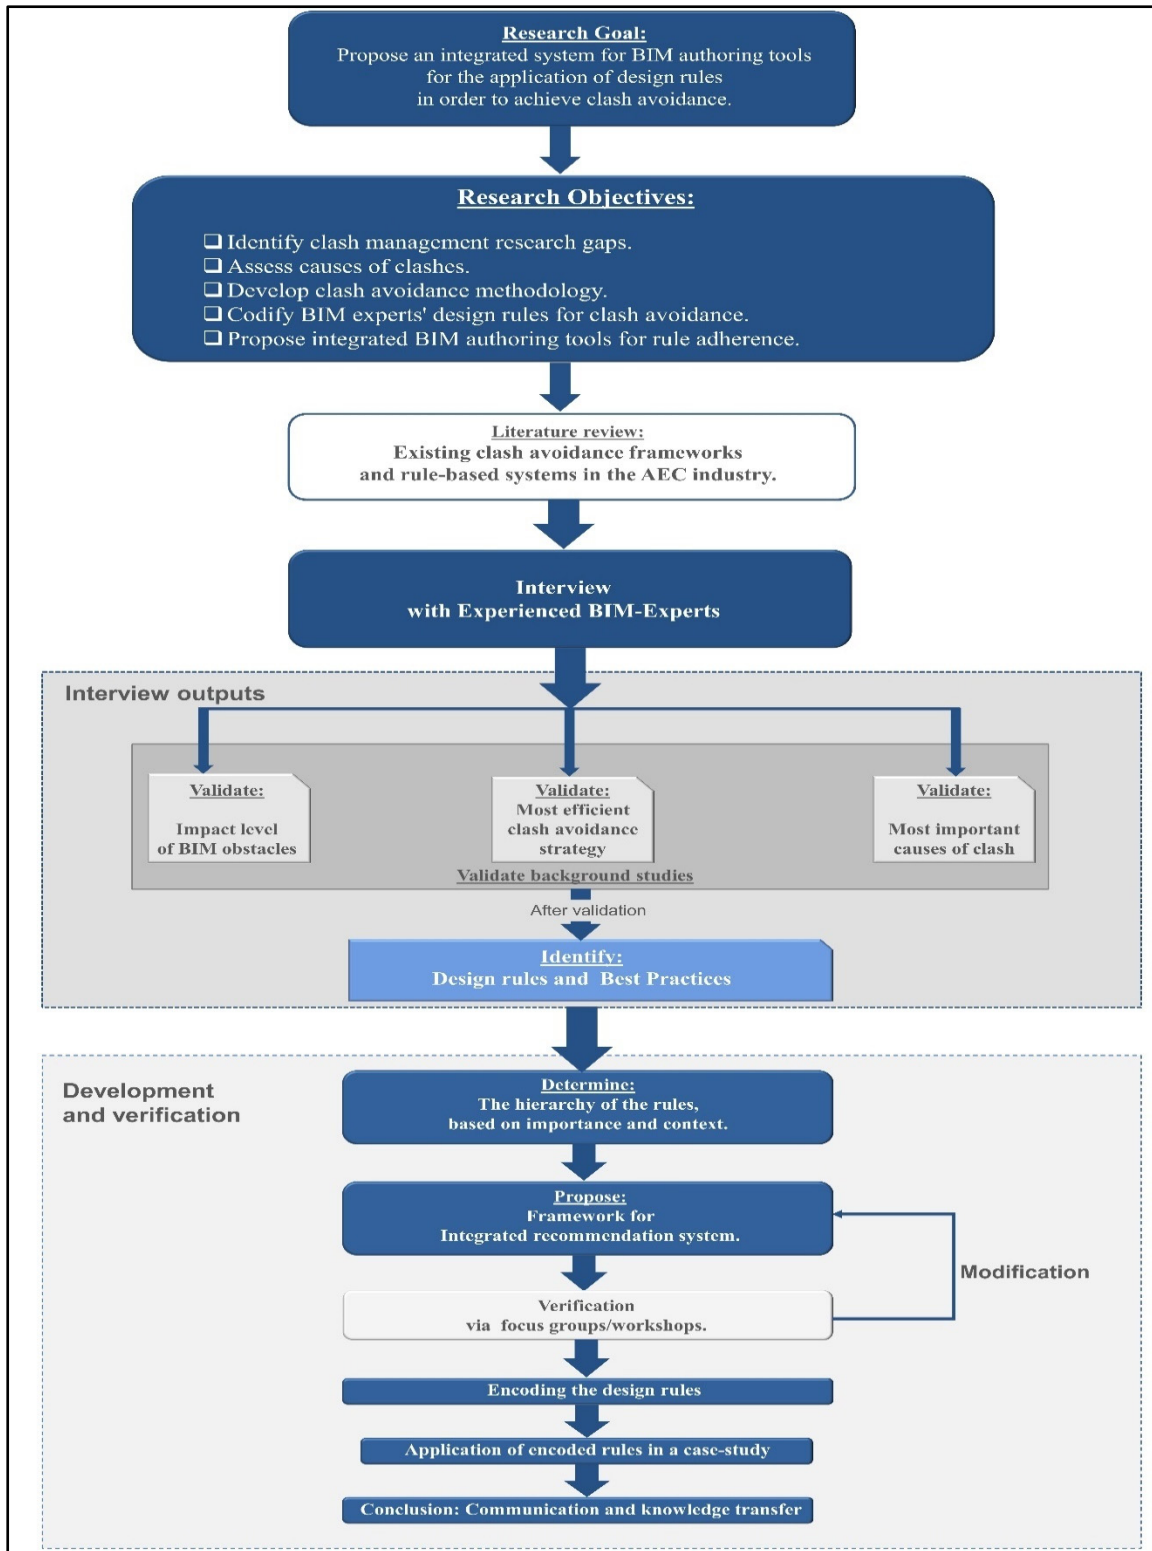 Research Goal:
Propose an integrated system for BIM authoring tools
for the application of design rules
in order to achieve clash avoidance.
Research Objectives:
❑ Identify clash management research gaps.
❑ Assess causes of clashes.
❑ Develop clash avoidance methodology.
❑ Codify BIM experts' design rules for clash avoidance.
❑ Propose integrated BIM authoring tools for rule adherence.
Literature review:
Existing clash avoidance frameworks
and rule-based systems in the AEC industry.
Interview
with Experienced BIM-Experts
Interview outputs
Validate:
Impact level
of BIM obstacles
Validate:
Most efficient
clash avoidance
strategy
Validate:
Most important
causes of clash
Validate background studies
After validation
Identify:
Design rules and Best Practices
Development
and verification
Determine:
The hierarchy of the rules,
based on importance and context.
Propose:
Framework for
Integrated recommendation system.
Modification
Verification
via focus groups/workshops.
Encoding the design rules
Application of encoded rules in a case-study
Conclusion: Communication and knowledge transfer